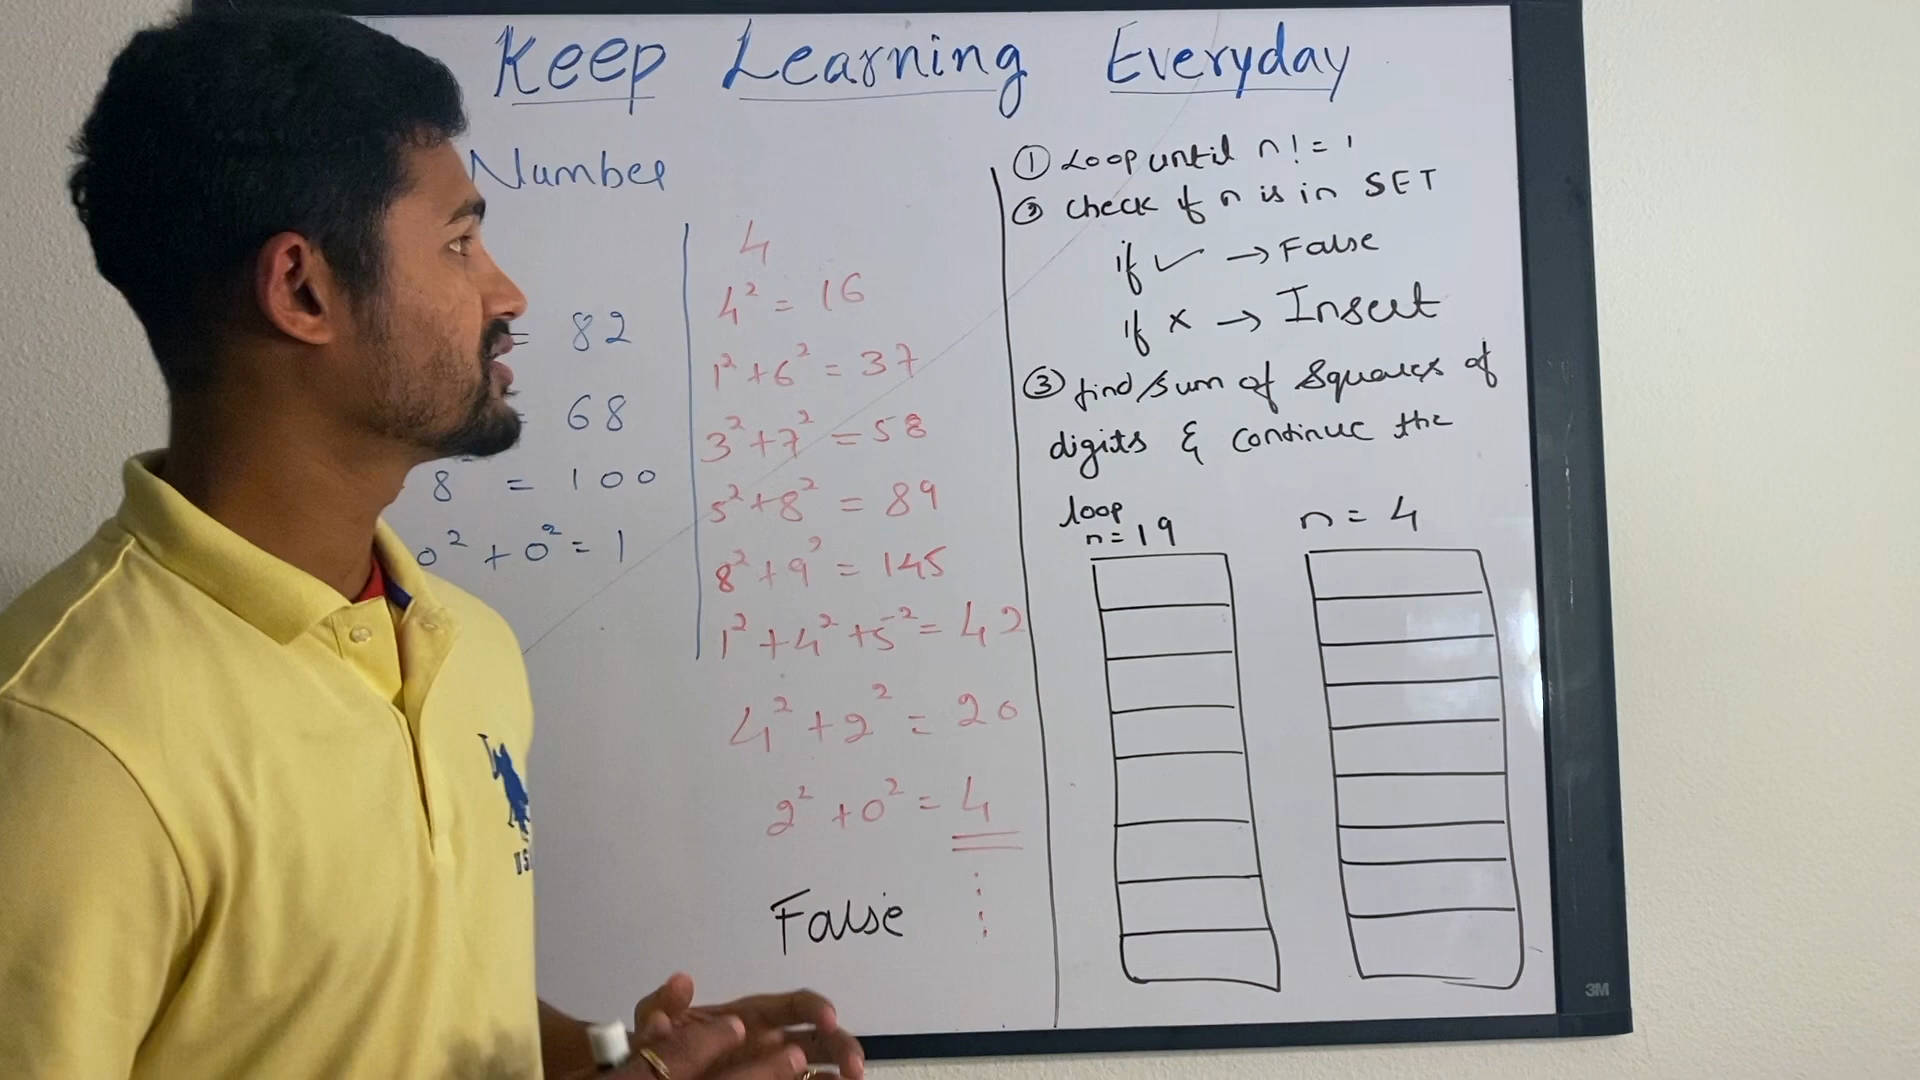 Keep Learning Everyday
Number
= 82
= 68
8² = 100
0² + 0² = 1
4
4² = 16
1² + 6² = 37
3² + 7² = 58
5² + 8² = 89
8² + 9² = 145
1² + 4² + 5² = 42
4² + 2² = 20
2² + 0² = 4
False
① Loop until n! = 1
② Check if n is in SET
if ✓ → False
if × → Insert
③ find sum of Squares of
digits & continue the
loop
n = 19
n = 4
US
3M